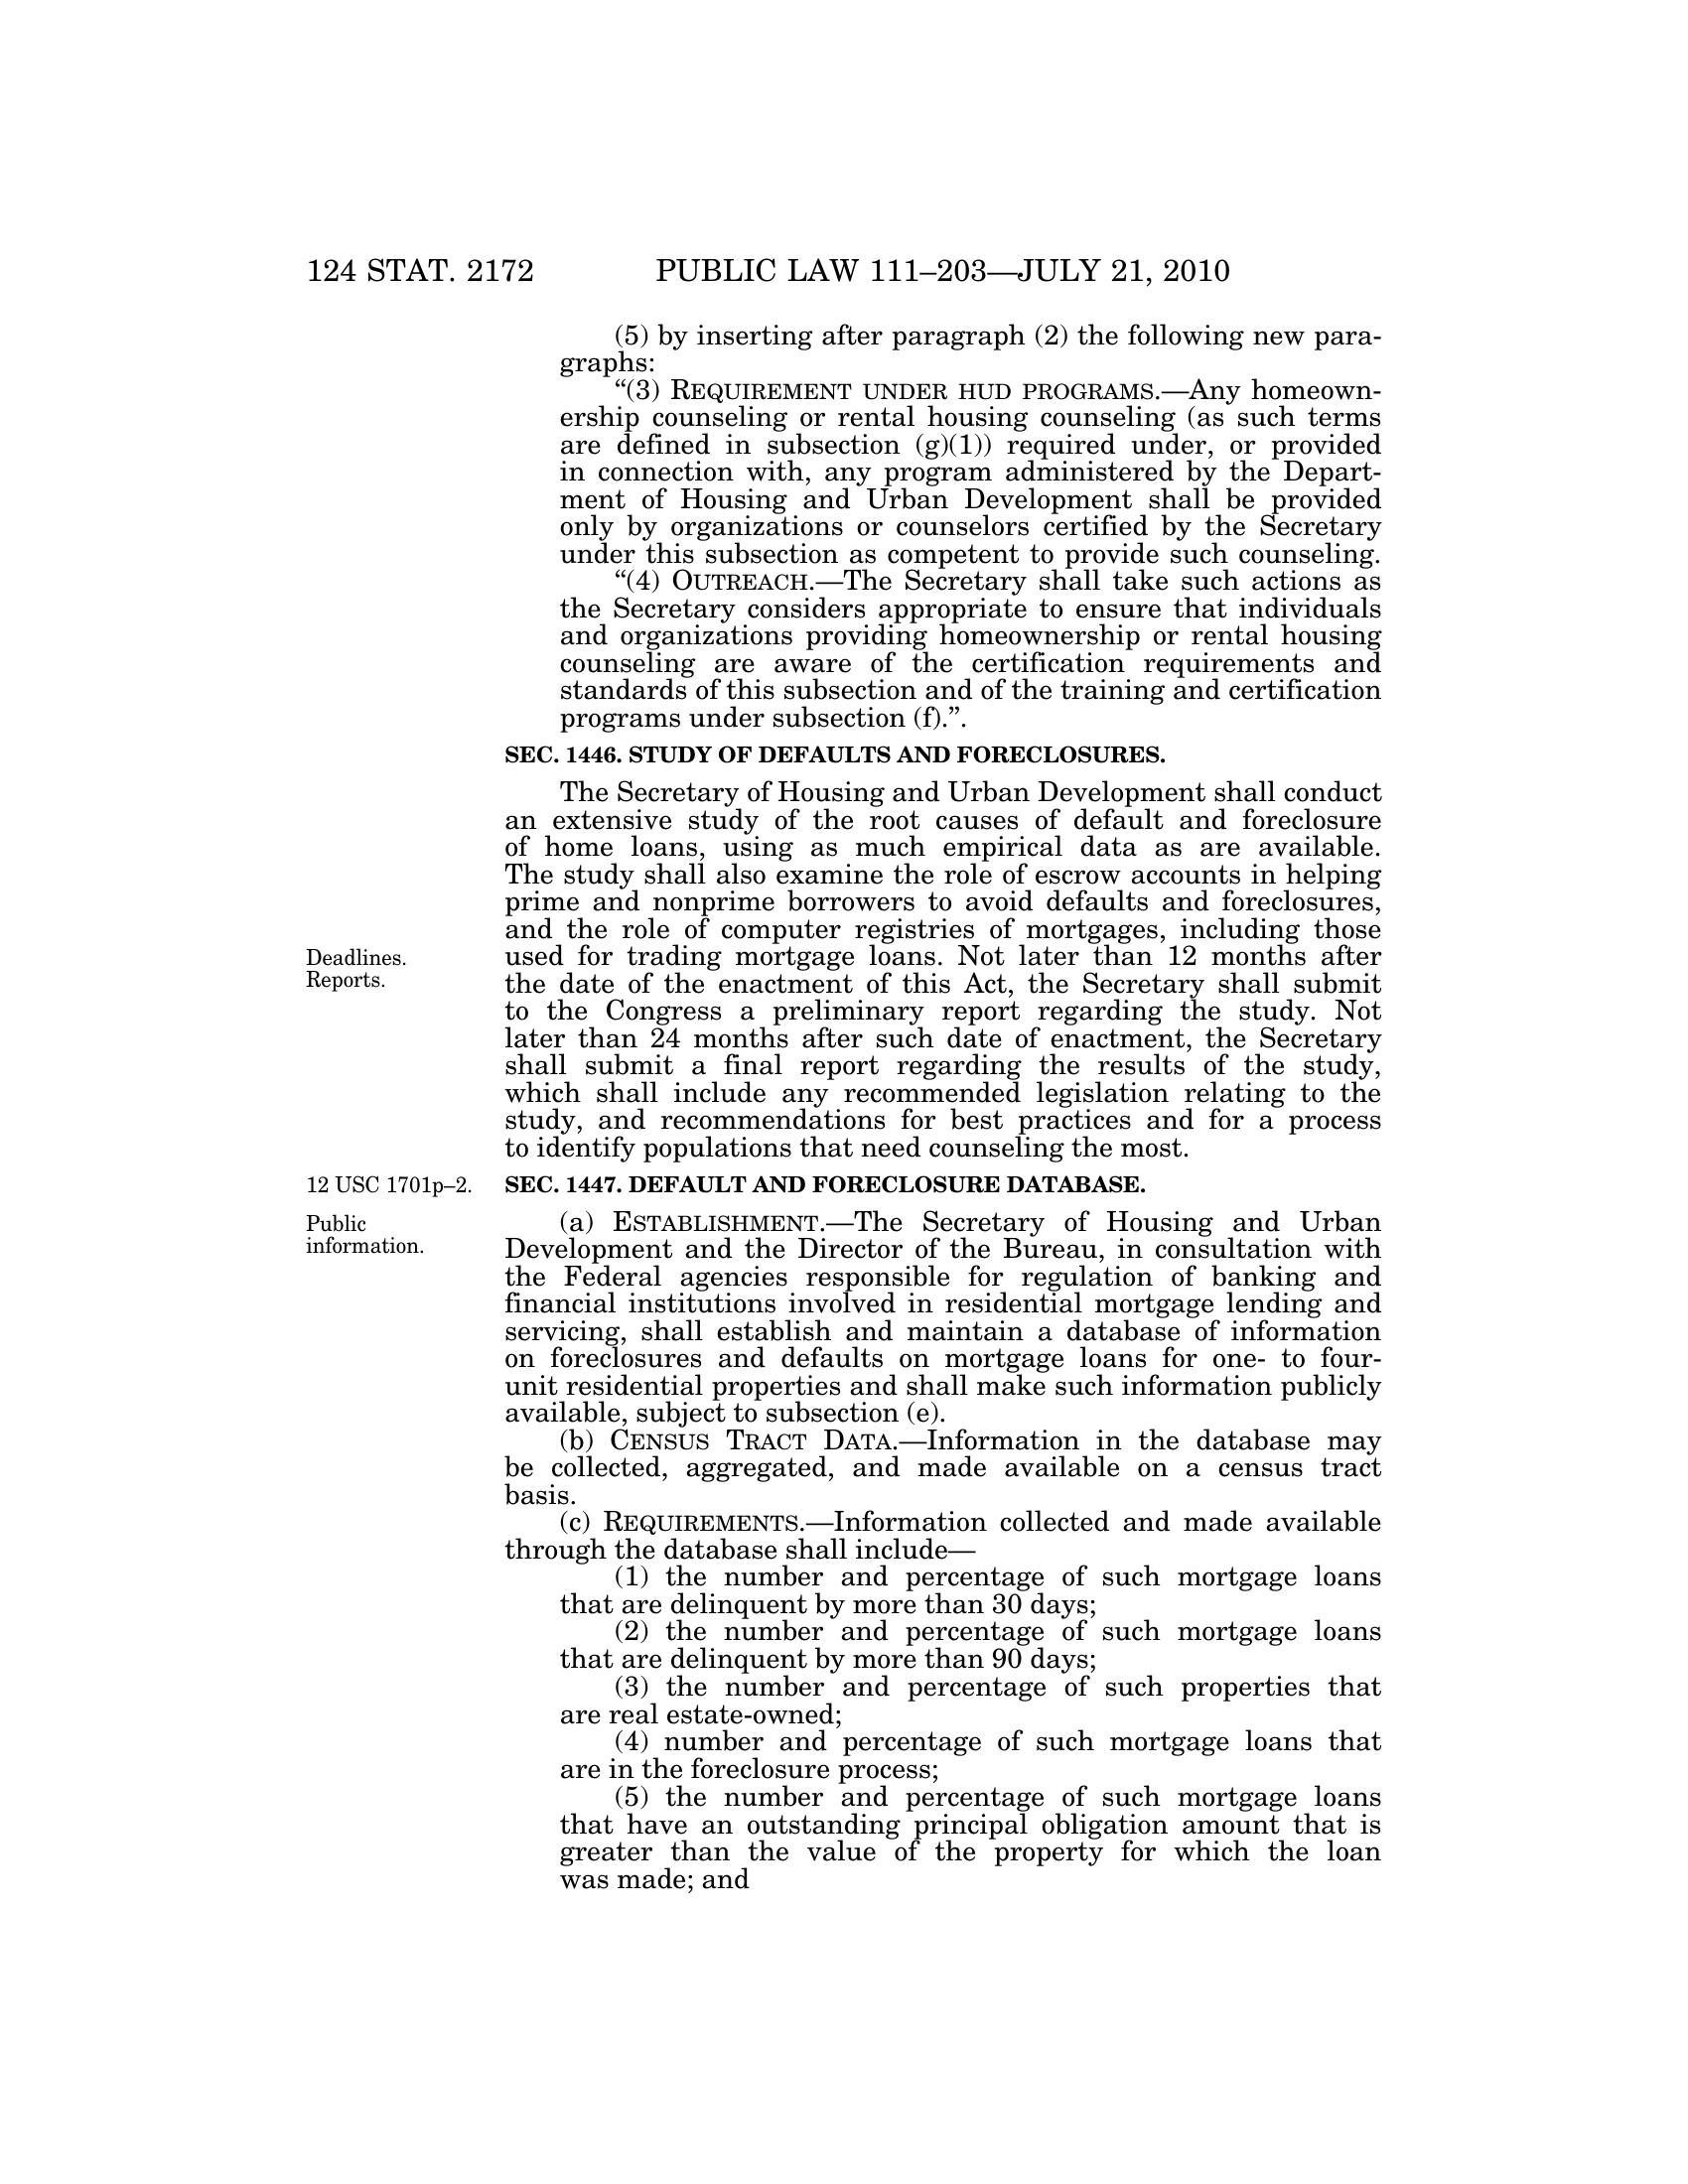 124 STAT. 2172 PUBLIC LAW 111–203—JULY 21, 2010
(5) by inserting after paragraph (2) the following new para-
graphs:
“(3) REQUIREMENT UNDER HUD PROGRAMS.—Any homeown-
ership counseling or rental housing counseling (as such terms
are defined in subsection (g)(1)) required under, or provided
in connection with, any program administered by the Depart-
ment of Housing and Urban Development shall be provided
only by organizations or counselors certified by the Secretary
under this subsection as competent to provide such counseling.
“(4) OUTREACH.—The Secretary shall take such actions as
the Secretary considers appropriate to ensure that individuals
and organizations providing homeownership or rental housing
counseling are aware of the certification requirements and
standards of this subsection and of the training and certification
programs under subsection (f).”.
SEC. 1446. STUDY OF DEFAULTS AND FORECLOSURES.
The Secretary of Housing and Urban Development shall conduct
an extensive study of the root causes of default and foreclosure
of home loans, using as much empirical data as are available.
The study shall also examine the role of escrow accounts in helping
prime and nonprime borrowers to avoid defaults and foreclosures,
and the role of computer registries of mortgages, including those
used for trading mortgage loans. Not later than 12 months after
the date of the enactment of this Act, the Secretary shall submit
to the Congress a preliminary report regarding the study. Not
later than 24 months after such date of enactment, the Secretary
shall submit a final report regarding the results of the study,
which shall include any recommended legislation relating to the
study, and recommendations for best practices and for a process
to identify populations that need counseling the most.
Deadlines.
Reports.
12 USC 1701p–2.
SEC. 1447. DEFAULT AND FORECLOSURE DATABASE.
Public
information.
(a) ESTABLISHMENT.—The Secretary of Housing and Urban
Development and the Director of the Bureau, in consultation with
the Federal agencies responsible for regulation of banking and
financial institutions involved in residential mortgage lending and
servicing, shall establish and maintain a database of information
on foreclosures and defaults on mortgage loans for one- to four-
unit residential properties and shall make such information publicly
available, subject to subsection (e).
(b) CENSUS TRACT DATA.—Information in the database may
be collected, aggregated, and made available on a census tract
basis.
(c) REQUIREMENTS.—Information collected and made available
through the database shall include—
(1) the number and percentage of such mortgage loans
that are delinquent by more than 30 days;
(2) the number and percentage of such mortgage loans
that are delinquent by more than 90 days;
(3) the number and percentage of such properties that
are real estate-owned;
(4) number and percentage of such mortgage loans that
are in the foreclosure process;
(5) the number and percentage of such mortgage loans
that have an outstanding principal obligation amount that is
greater than the value of the property for which the loan
was made; and